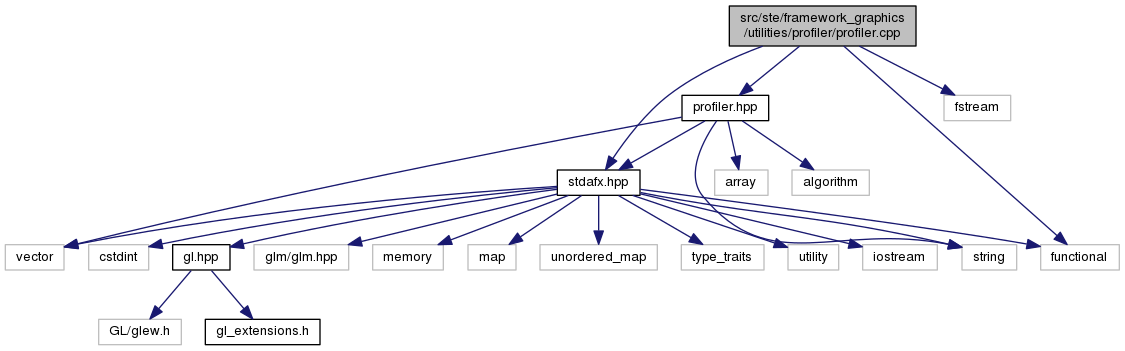 src/ste/framework_graphics
/utilities/profiler/profiler.cpp
profiler.hpp
fstream
stdafx.hpp
array
algorithm
vector
cstdint
gl.hpp
glm/glm.hpp
memory
map
unordered_map
type_traits
utility
iostream
string
functional
GL/glew.h
gl_extensions.h